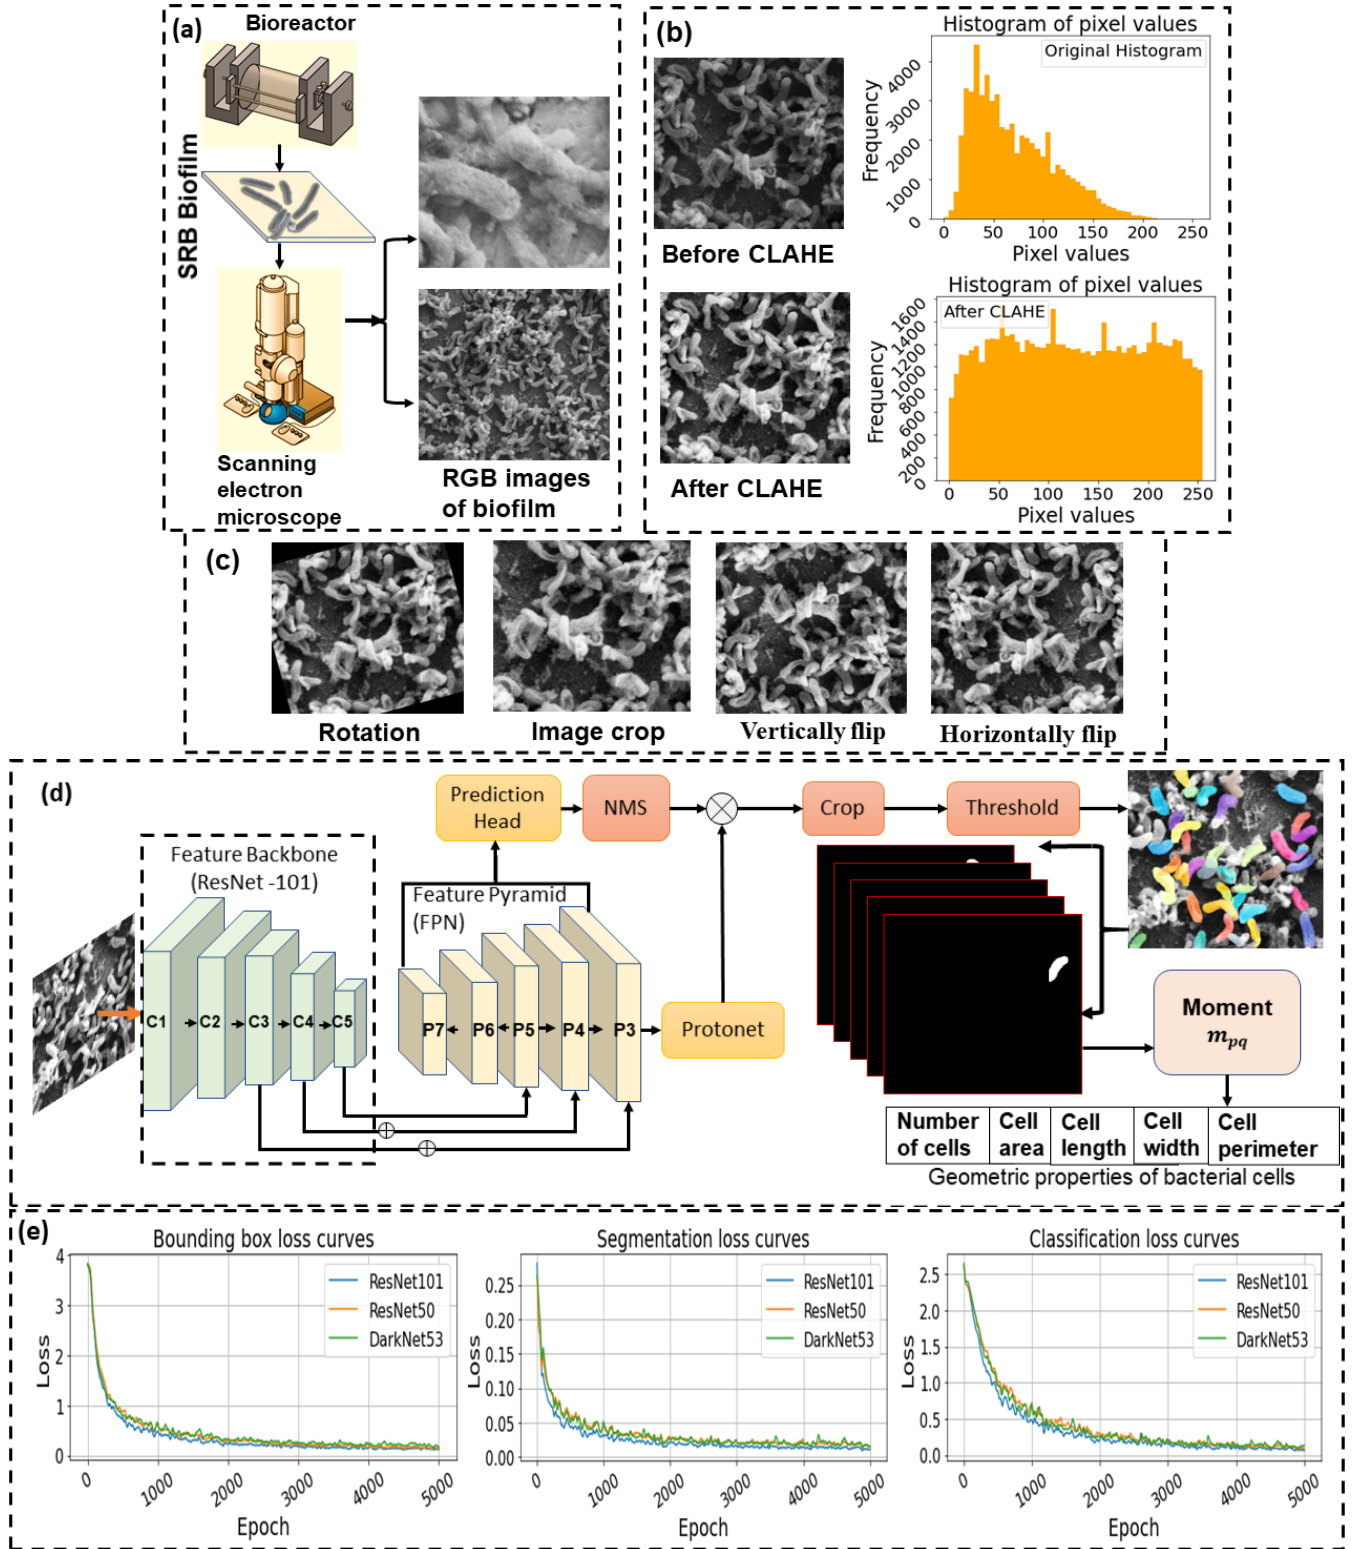 (a)
Bioreactor
SRB Biofilm
Scanning
electron
microscope
RGB images
of biofilm
(b)
Before CLAHE
After CLAHE
Histogram of pixel values
Original Histogram
Frequency
4000
3000
2000
1000
0
0 50 100 150 200 250
Pixel values
Histogram of pixel values
After CLAHE
Frequency
1600
1400
1200
1000
800
600
400
200
0
0 50 100 150 200 250
Pixel values
(c)
Rotation
Image crop
Vertically flip
Horizontally flip
(d)
Feature Backbone
(ResNet -101)
C1 C2 C3 C4 C5
Prediction
Head
NMS
Crop
Threshold
Feature Pyramid
(FPN)
P7 P6 P5 P4 P3
Protonet
Moment
m_pq
Number
of cells
Cell
area
Cell
length
Cell
width
Cell
perimeter
Geometric properties of bacterial cells
(e)
Bounding box loss curves
ResNet101
ResNet50
DarkNet53
Loss
4
3
2
1
0
0 1000 2000 3000 4000 5000
Epoch
Segmentation loss curves
ResNet101
ResNet50
DarkNet53
Loss
0.25
0.20
0.15
0.10
0.05
0.00
0 1000 2000 3000 4000 5000
Epoch
Classification loss curves
ResNet101
ResNet50
DarkNet53
Loss
2.5
2.0
1.5
1.0
0.5
0.0
0 1000 2000 3000 4000 5000
Epoch